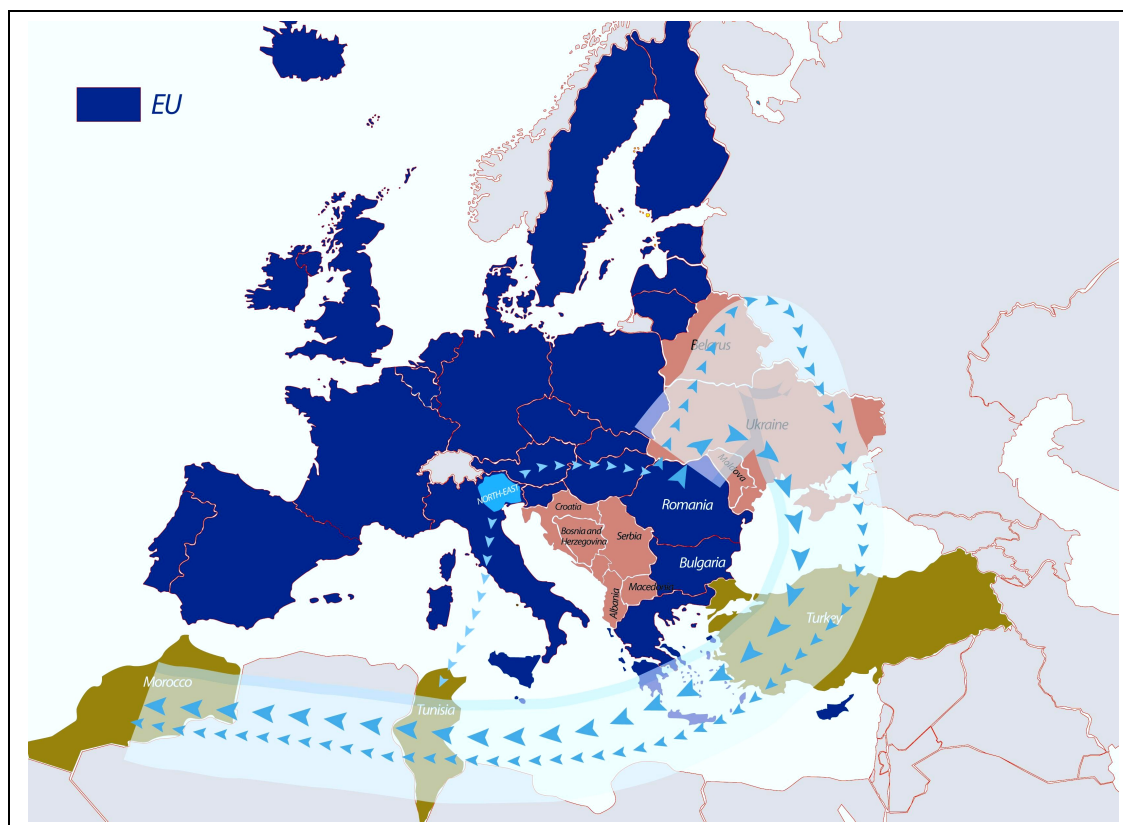 EU
Belarus
Ukraine
Moldova
NORTH-EAST
Romania
Croatia
Bosnia and
Herzegovina
Serbia
Bulgaria
Macedonia
Albania
Turkey
Morocco
Tunisia